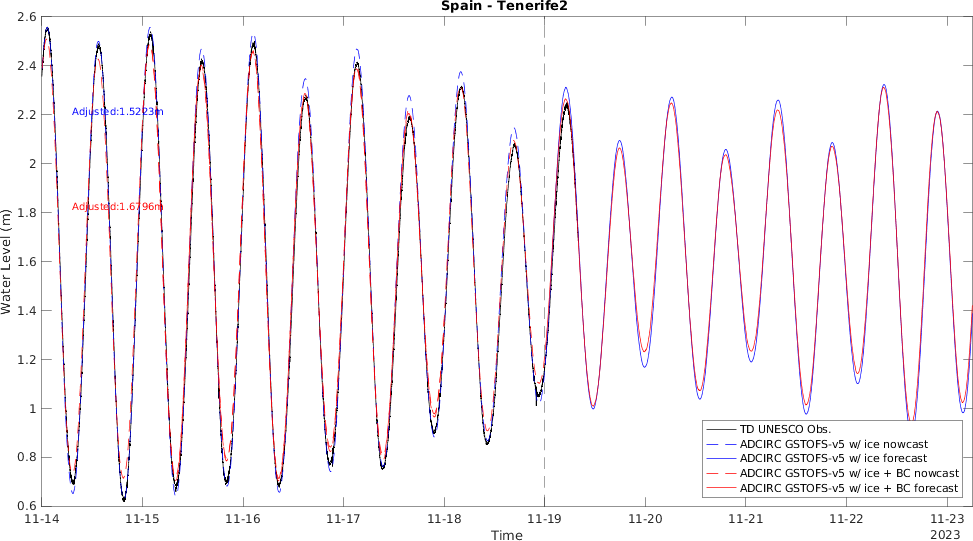 Spain - Tenerife2
2.6
2.4
2.2
2
1.8
1.6
1.4
1.2
1
0.8
0.6
Water Level (m)
Adjusted:1.5223m
Adjusted:1.6796m
TD UNESCO Obs.
ADCIRC GSTOFS-v5 w/ ice nowcast
ADCIRC GSTOFS-v5 w/ ice forecast
ADCIRC GSTOFS-v5 w/ ice + BC nowcast
ADCIRC GSTOFS-v5 w/ ice + BC forecast
11-14 11-15 11-16 11-17 11-18 11-19 11-20 11-21 11-22 11-23
Time
2023